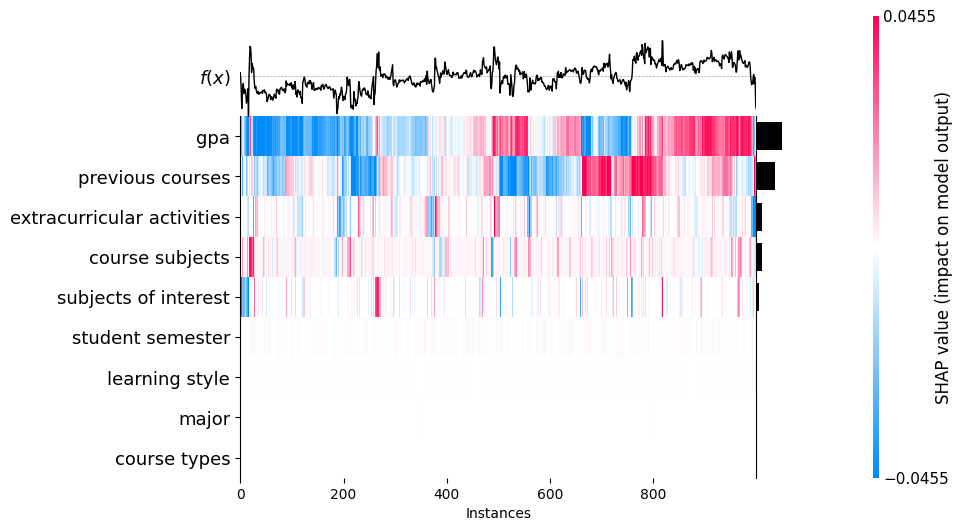 0.0455
f(x)
gpa
previous courses
extracurricular activities
course subjects
subjects of interest
student semester
learning style
major
course types
0 200 400 600 800
Instances
SHAP value (impact on model output)
−0.0455